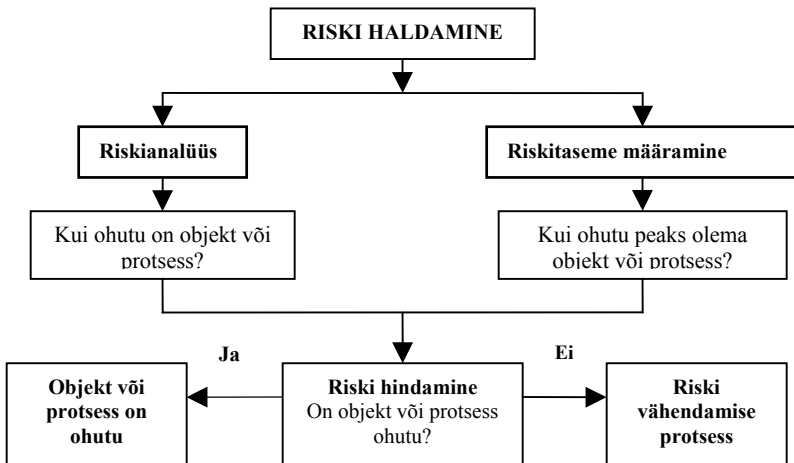 RISKI HALDAMINE
Riskianalüüs
Riskitaseme määramine
Kui ohutu on objekt või
protsess?
Kui ohutu peaks olema
objekt või protsess?
Ja
Ei
Objekt või
protsess on
ohutu
Riski hindamine
On objekt või protsess
ohutu?
Riski
vähendamise
protsess